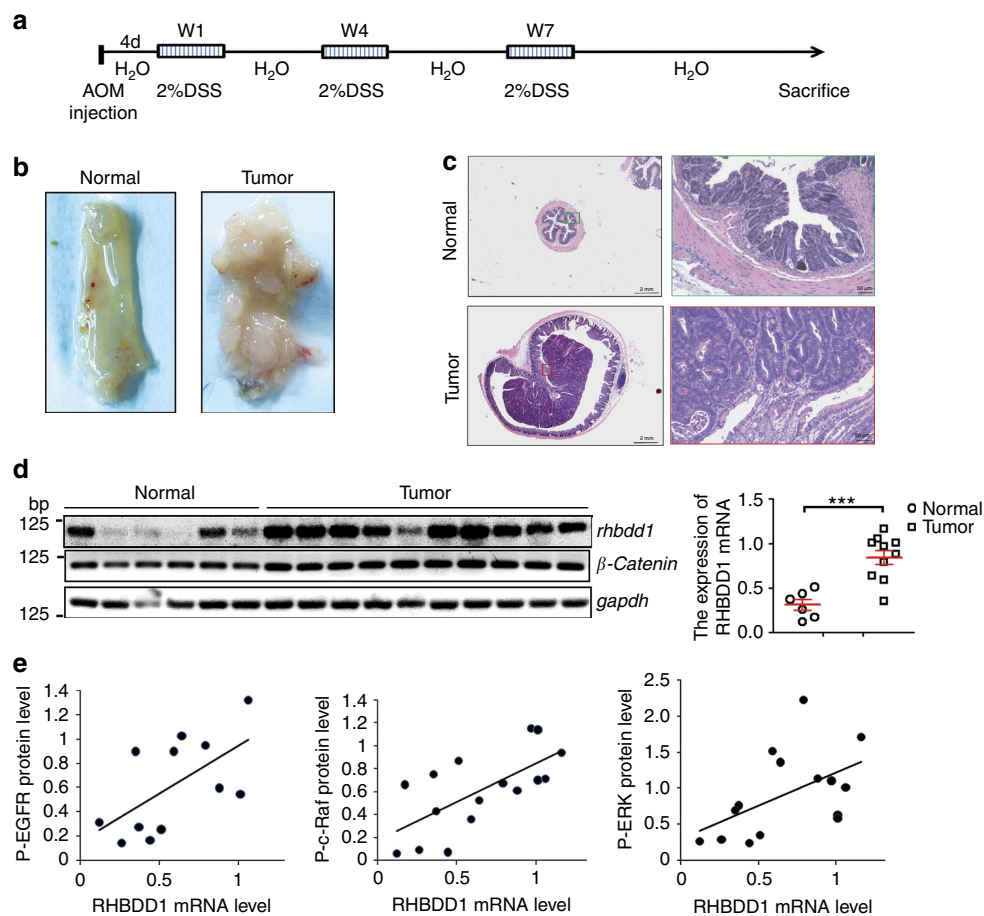 a
W1
W4
W7
4d
H2O
H2O
H2O
H2O
AOM
injection
2%DSS
2%DSS
2%DSS
Sacrifice
b
Normal
Tumor
c
Normal
2 mm
50 µm
Tumor
2 mm
50 µm
d
bp
Normal
Tumor
125
rhbdd1
125
β-Catenin
gapdh
125
The expression of
RHBDD1 mRNA
1.5
1.0
0.5
0.0
***
Normal
Tumor
e
P-EGFR protein level
1.4
1.2
1
0.8
0.6
0.4
0.2
0
0 0.5 1
RHBDD1 mRNA level
P-c-Raf protein level
1.4
1.2
1
0.8
0.6
0.4
0.2
0
0 0.5 1
RHBDD1 mRNA level
P-ERK protein level
2.5
2.0
1.5
1.0
0.5
0
0 0.5 1
RHBDD1 mRNA level